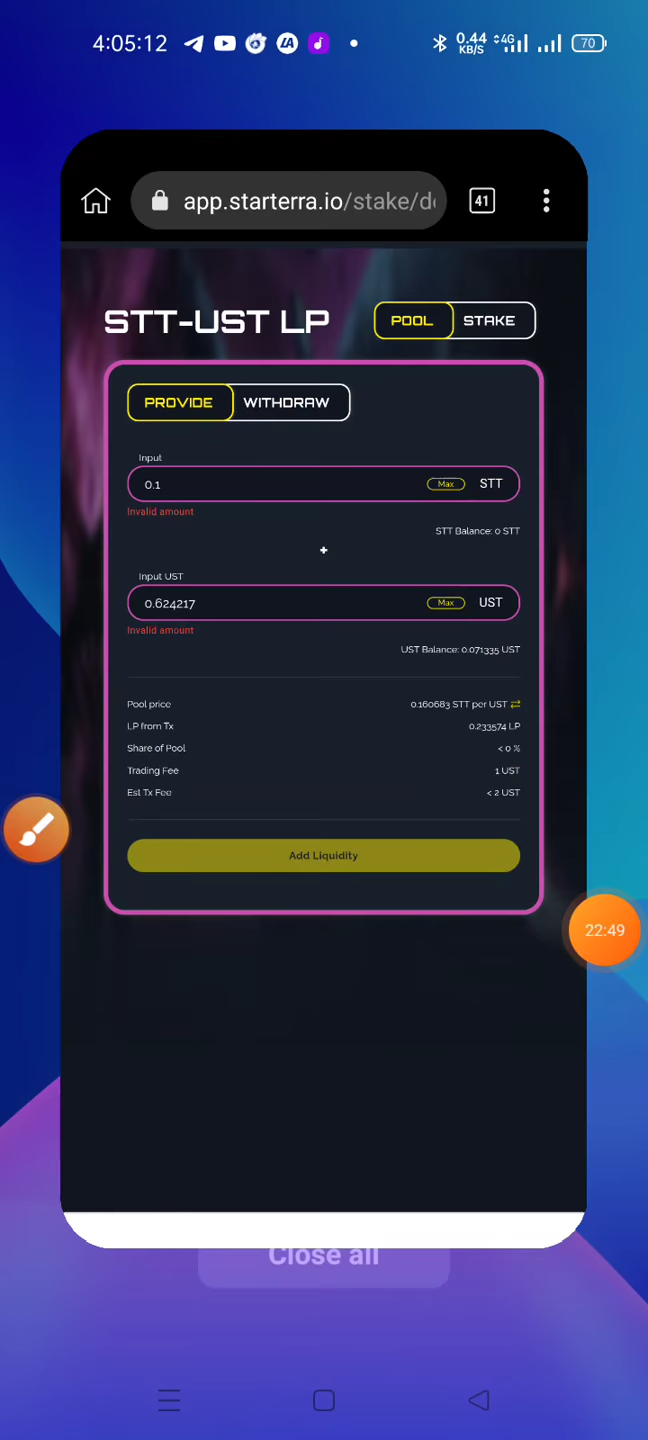 4:05:12
0.44
KB/S
4G
70
app.starterra.io/stake/d
41
STT-UST LP
POOL
STAKE
PROVIDE
WITHDRAW
Input
0.1
Max
STT
Invalid amount
STT Balance: 0 STT
+
Input UST
0.624217
Max
UST
Invalid amount
UST Balance: 0.071335 UST
Pool price
0.160683 STT per UST
LP from Tx
0.233574 LP
Share of Pool
< 0 %
Trading Fee
1 UST
Est Tx Fee
< 2 UST
Add Liquidity
22:49
Close all